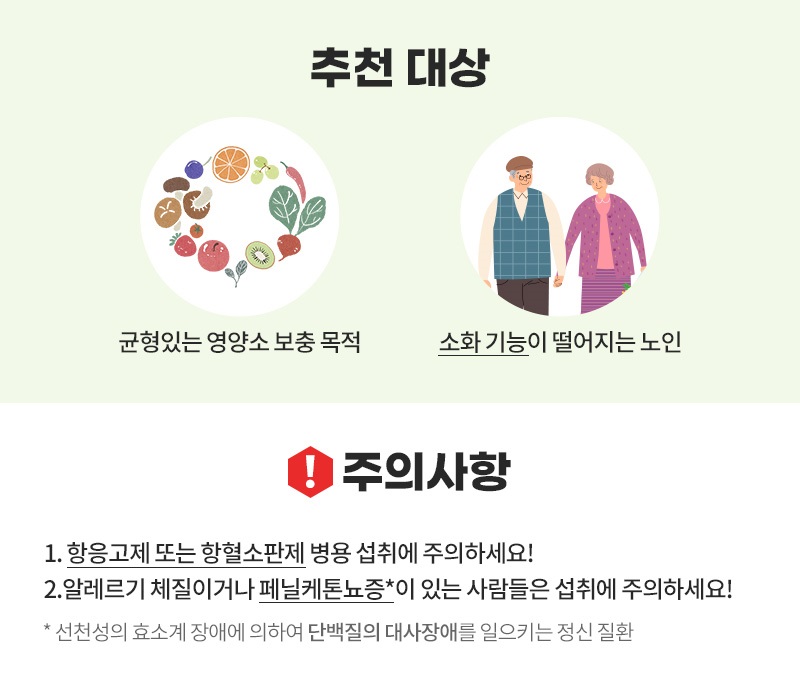 추천 대상
균형있는 영양소 보충 목적
소화 기능이 떨어지는 노인
! 주의사항
1. 항응고제 또는 항혈소판제 병용 섭취에 주의하세요!
2.알레르기 체질이거나 페닐케톤뇨증*이 있는 사람들은 섭취에 주의하세요!
* 선천성의 효소계 장애에 의하여 단백질의 대사장애를 일으키는 정신 질환